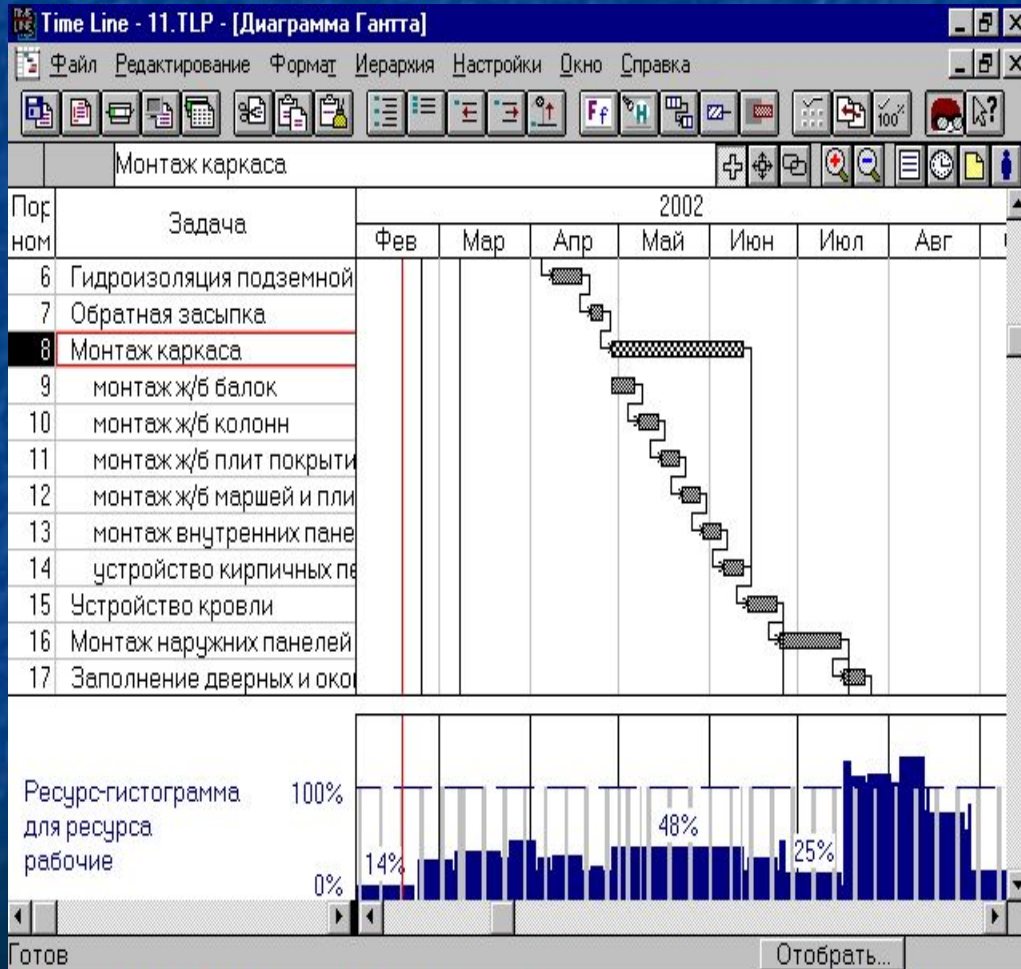 Time Line - 11.TLP - [Диаграмма Гантта]
Файл Редактирование Формат Иерархия Настройки Окно Справка
Ff H 100%
Монтаж каркаса
Пор ном Задача 2002
Фев Мар Апр Май Июн Июл Авг
6 Гидроизоляция подземной
7 Обратная засыпка
8 Монтаж каркаса
9 монтаж ж/б балок
10 монтаж ж/б колонн
11 монтаж ж/б плит покрыти
12 монтаж ж/б маршей и пли
13 монтаж внутренних пане
14 устройство кирпичных пе
15 Устройство кровли
16 Монтаж наружних панелей
17 Заполнение дверных и око
Ресурс-гистограмма 100%
для ресурса 48%
рабочие 14% 25%
0%
Готов Отобрать...